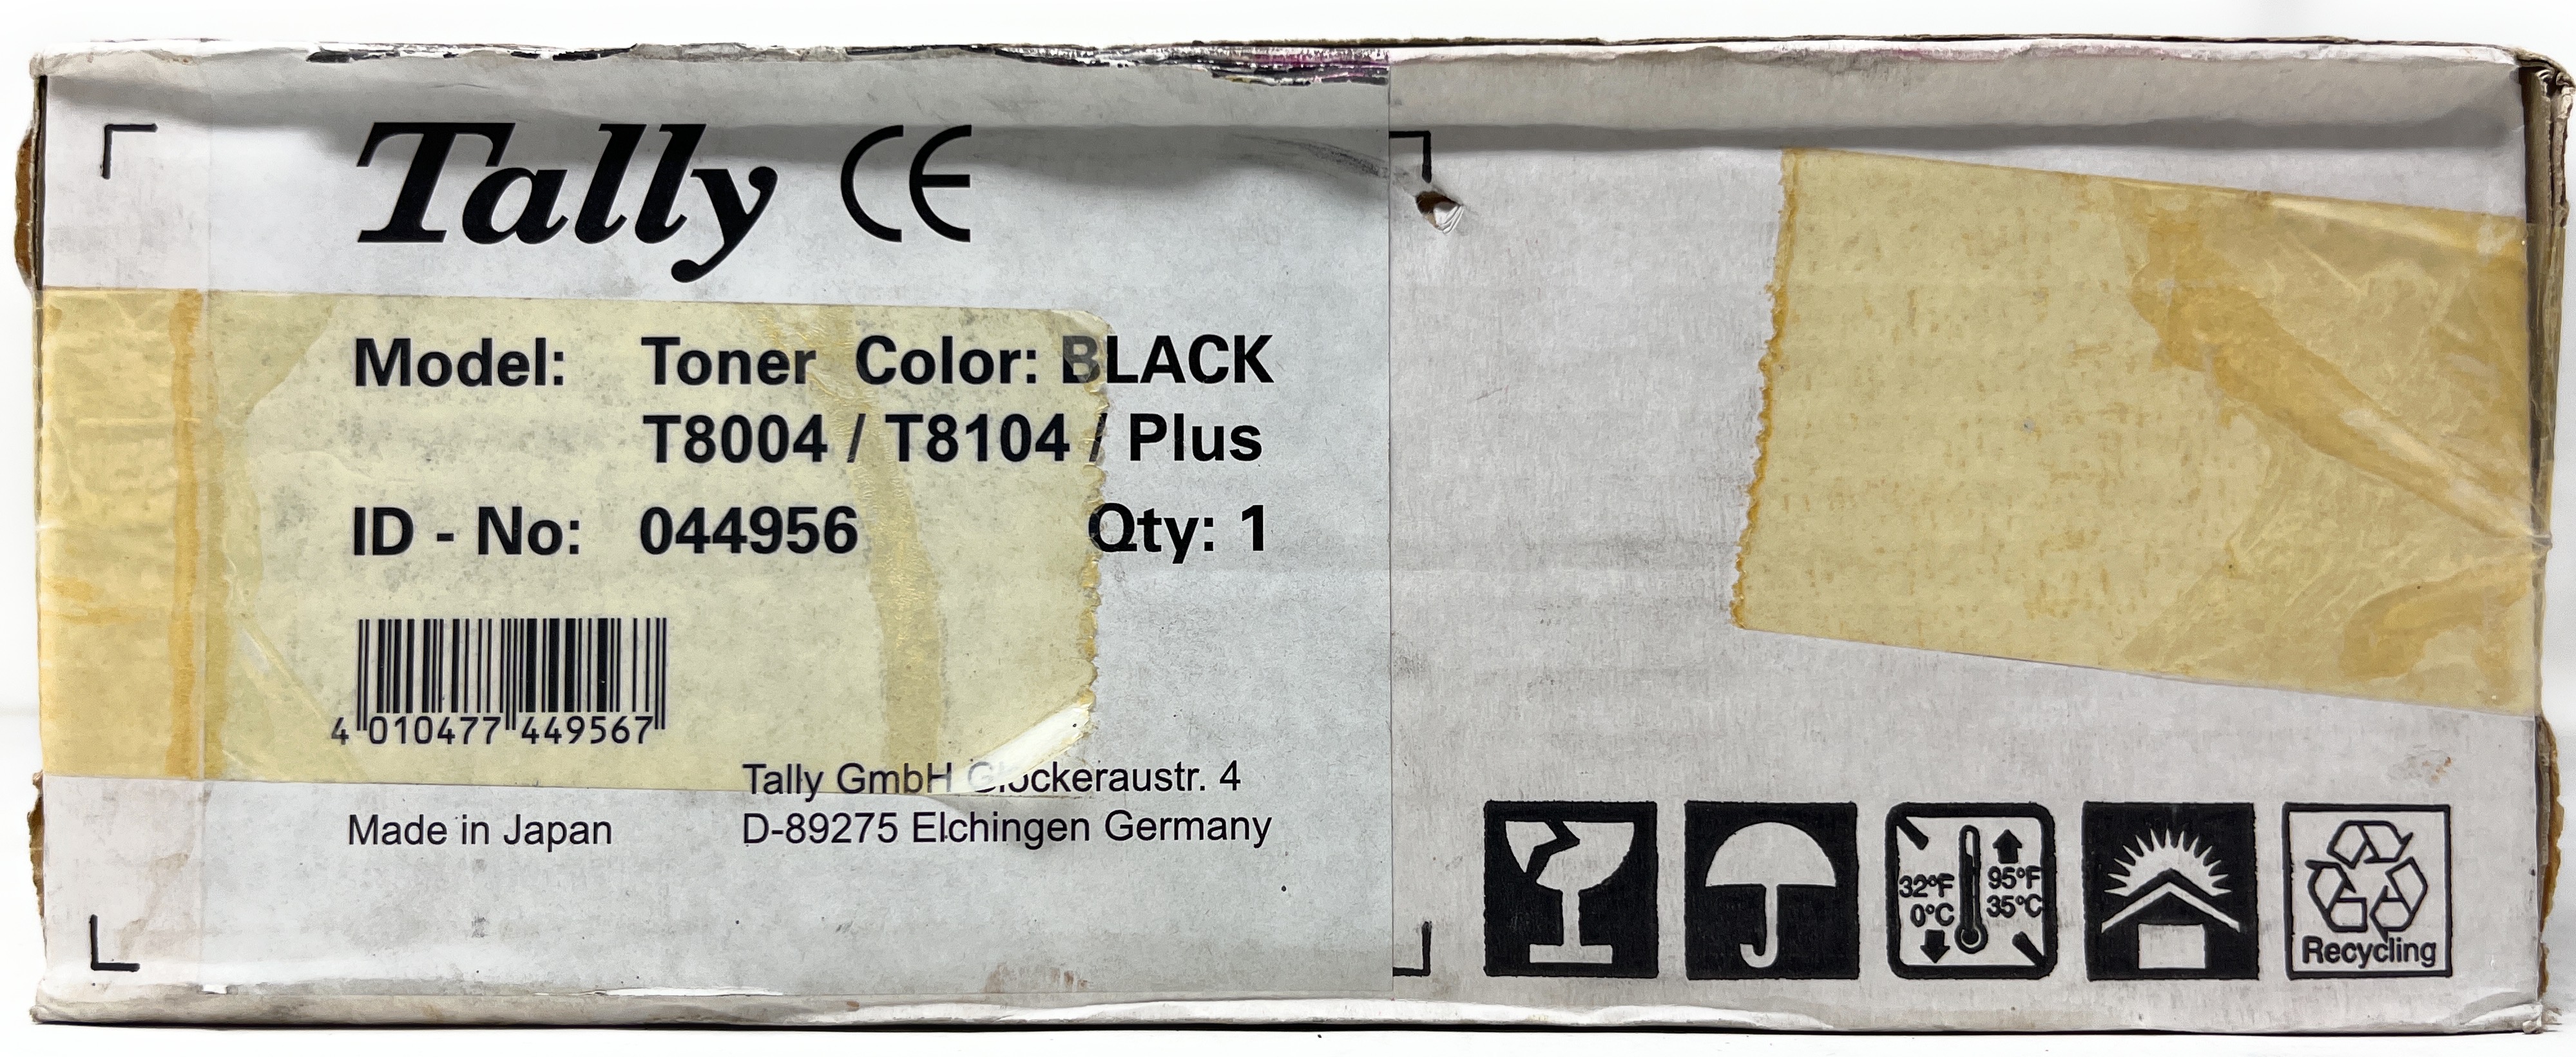 Tally CE
Model: Toner Color: BLACK
T8004 / T8104 / Plus
ID - No: 044956 Qty: 1
4 010477 449567
Tally GmbH Glockeraustr. 4
Made in Japan D-89275 Elchingen Germany
32°F 95°F
0°C 35°C
Recycling